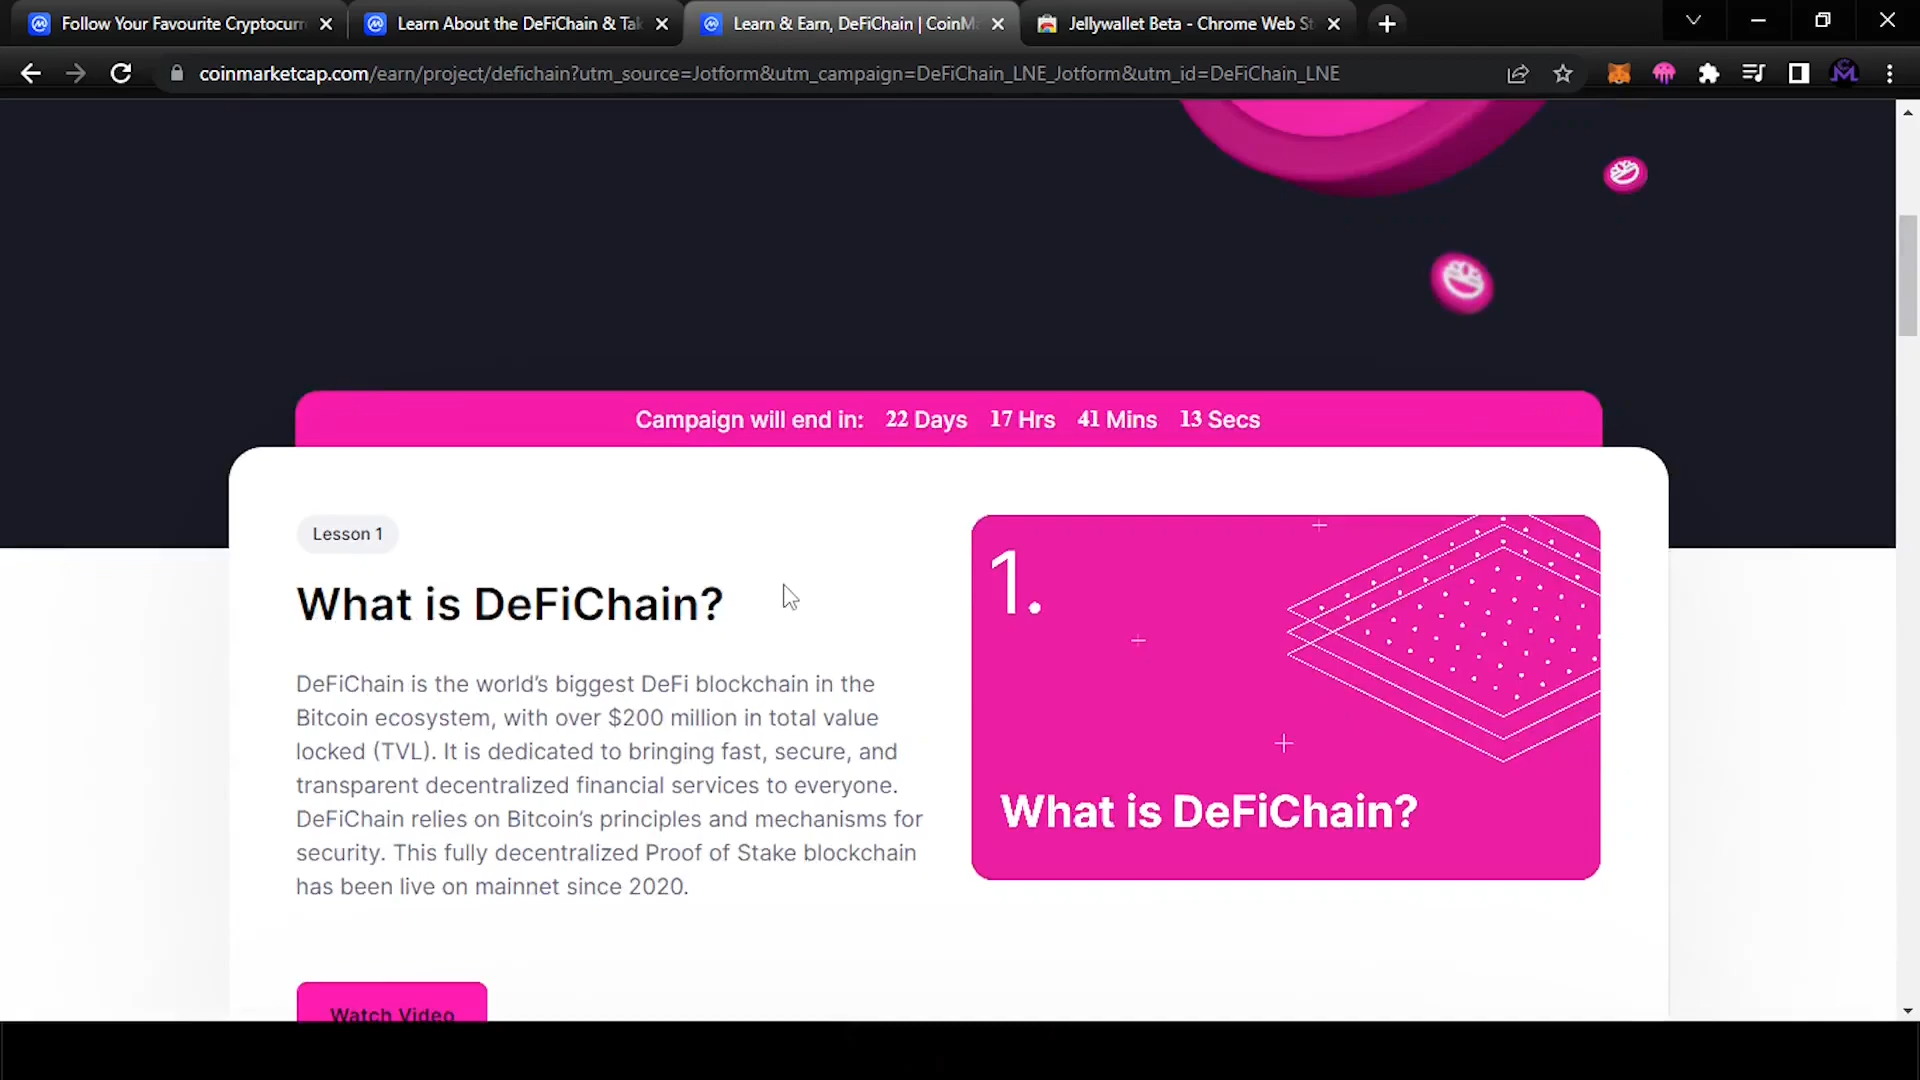 Follow Your Favourite Cryptocurr
Learn About the DeFiChain & Tak
Learn & Earn, DeFiChain | CoinMa
Jellywallet Beta - Chrome Web St
coinmarketcap.com/earn/project/defichain?utm_source=Jotform&utm_campaign=DeFiChain_LNE_Jotform&utm_id=DeFiChain_LNE
Campaign will end in: 22 Days 17 Hrs 41 Mins 13 Secs
Lesson 1
What is DeFiChain?
DeFiChain is the world’s biggest DeFi blockchain in the
Bitcoin ecosystem, with over $200 million in total value
locked (TVL). It is dedicated to bringing fast, secure, and
transparent decentralized financial services to everyone.
DeFiChain relies on Bitcoin’s principles and mechanisms for
security. This fully decentralized Proof of Stake blockchain
has been live on mainnet since 2020.
Watch Video
1.
What is DeFiChain?